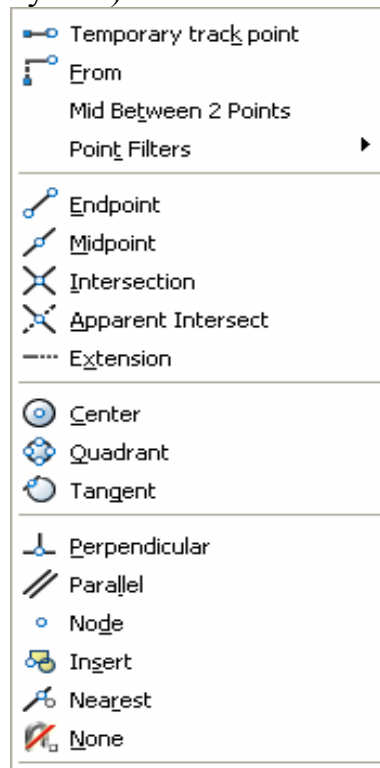 Temporary track point
From
Mid Between 2 Points
Point Filters
Endpoint
Midpoint
Intersection
Apparent Intersect
Extension
Center
Quadrant
Tangent
Perpendicular
Parallel
Node
Insert
Nearest
None